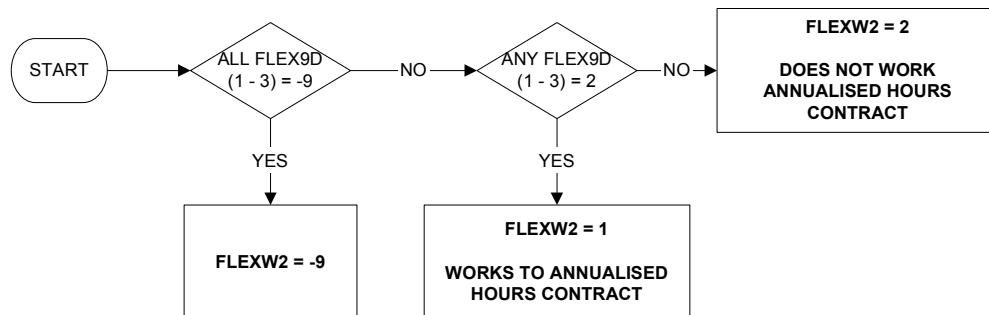 START
ALL FLEX9D
(1 - 3) = -9
NO
ANY FLEX9D
(1 - 3) = 2
NO
FLEXW2 = 2
DOES NOT WORK
ANNUALISED HOURS
CONTRACT
YES
YES
FLEXW2 = -9
FLEXW2 = 1
WORKS TO ANNUALISED
HOURS CONTRACT